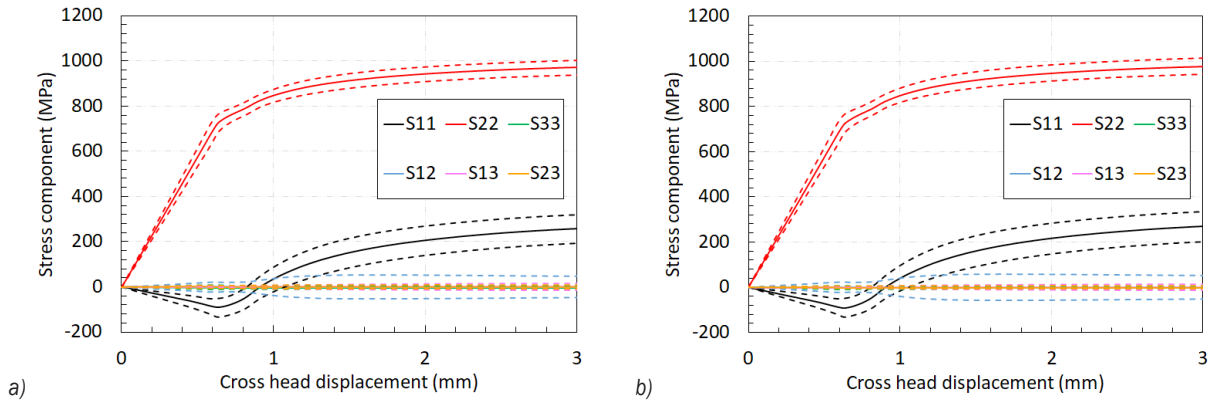 1200
1000
800
600
400
200
0
-200
Stress component (MPa)
S11 S22 S33
S12 S13 S23
0 1 2 3
Cross head displacement (mm)
a)
1200
1000
800
600
400
200
0
-200
Stress component (MPa)
S11 S22 S33
S12 S13 S23
0 1 2 3
Cross head displacement (mm)
b)